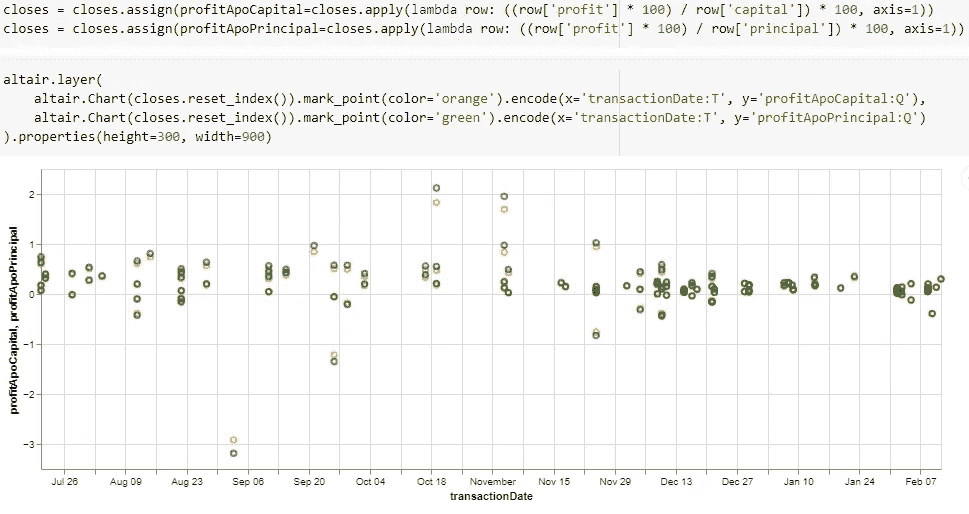 closes = closes.assign(profitApoCapital=closes.apply(lambda row: ((row['profit'] * 100) / row['capital']) * 100, axis=1))
closes = closes.assign(profitApoPrincipal=closes.apply(lambda row: ((row['profit'] * 100) / row['principal']) * 100, axis=1))
altair.layer(
    altair.Chart(closes.reset_index()).mark_point(color='orange').encode(x='transactionDate:T', y='profitApoCapital:Q'),
    altair.Chart(closes.reset_index()).mark_point(color='green').encode(x='transactionDate:T', y='profitApoPrincipal:Q')
).properties(height=300, width=900)
profitApoCapital, profitApoPrincipal
2
1
0
−1
−2
−3
Jul 26 Aug 09 Aug 23 Sep 06 Sep 20 Oct 04 Oct 18 November Nov 15 Nov 29 Dec 13 Dec 27 Jan 10 Jan 24 Feb 07
transactionDate